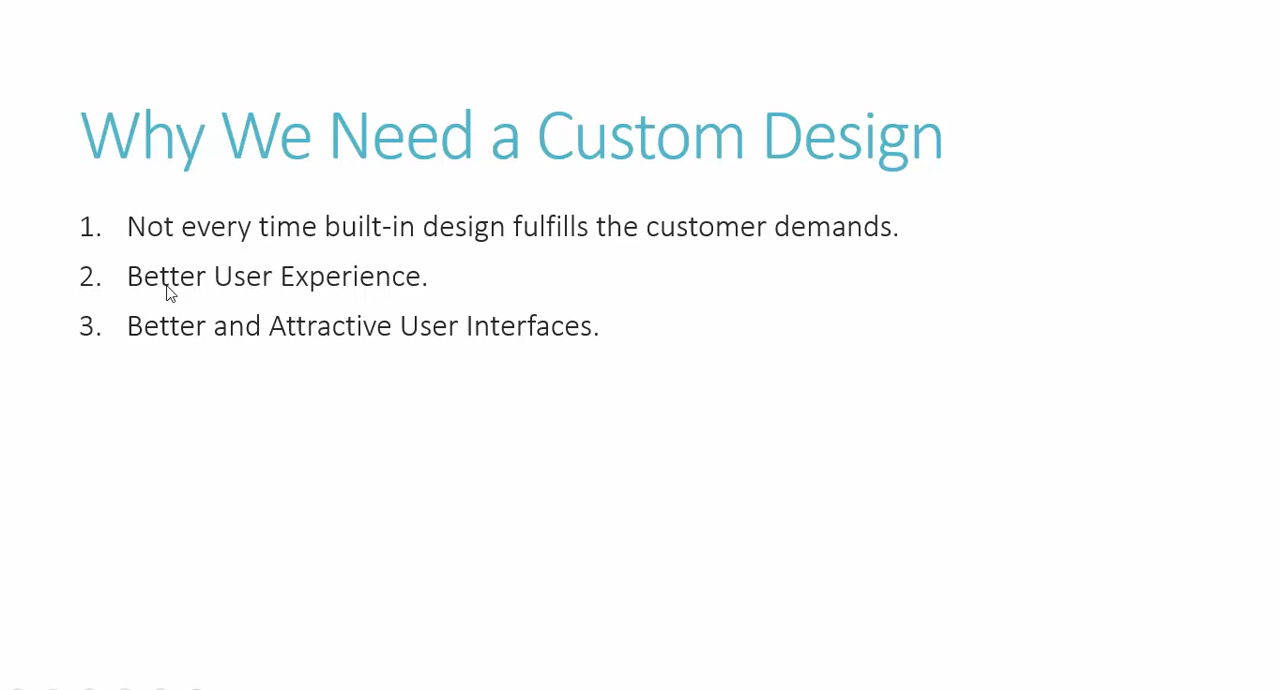 Why We Need a Custom Design
1. Not every time built-in design fulfills the customer demands.
2. Better User Experience.
3. Better and Attractive User Interfaces.